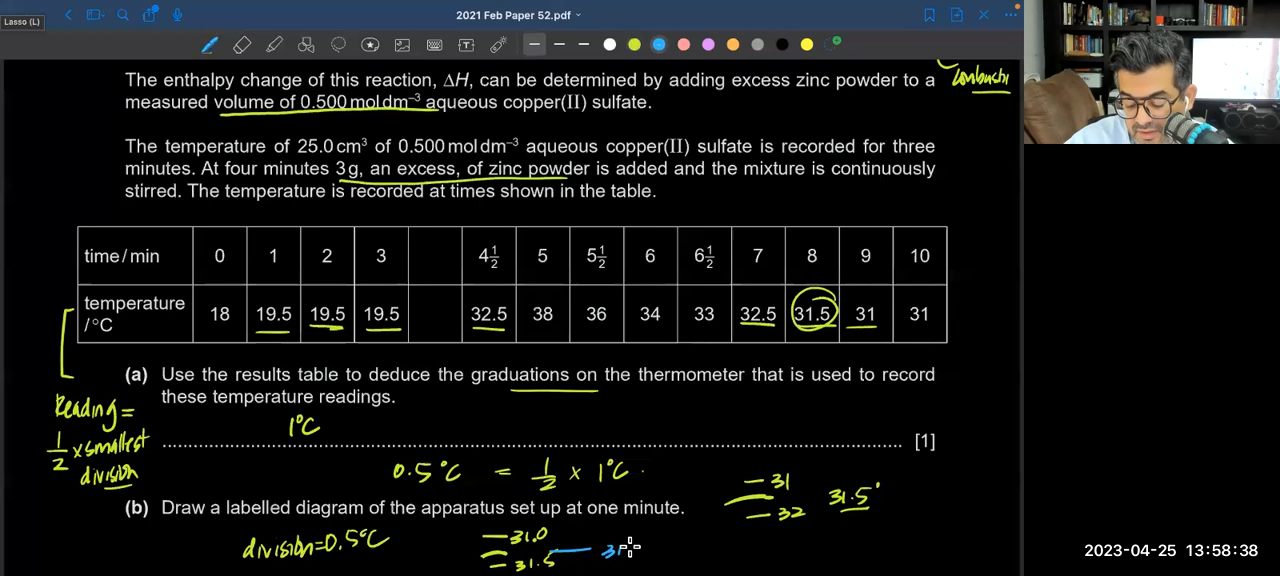 2021 Feb Paper 52.pdf
Lasso (L)
The enthalpy change of this reaction, ΔH, can be determined by adding excess zinc powder to a
measured volume of 0.500 mol dm⁻³ aqueous copper(II) sulfate.
The temperature of 25.0 cm³ of 0.500 mol dm⁻³ aqueous copper(II) sulfate is recorded for three
minutes. At four minutes 3 g, an excess, of zinc powder is added and the mixture is continuously
stirred. The temperature is recorded at times shown in the table.
time / min 0 1 2 3 4 1/2 5 5 1/2 6 6 1/2 7 8 9 10
temperature
/ °C 18 19.5 19.5 19.5 32.5 38 36 34 33 32.5 31.5 31 31
(a) Use the results table to deduce the graduations on the thermometer that is used to record
these temperature readings.
Reading =
1/2 × smallest
division
1°C
[1]
0.5°C = 1/2 × 1°C
31
32
31.5°
(b) Draw a labelled diagram of the apparatus set up at one minute.
division = 0.5°C
31.0
31.5
2023-04-25 13:58:38